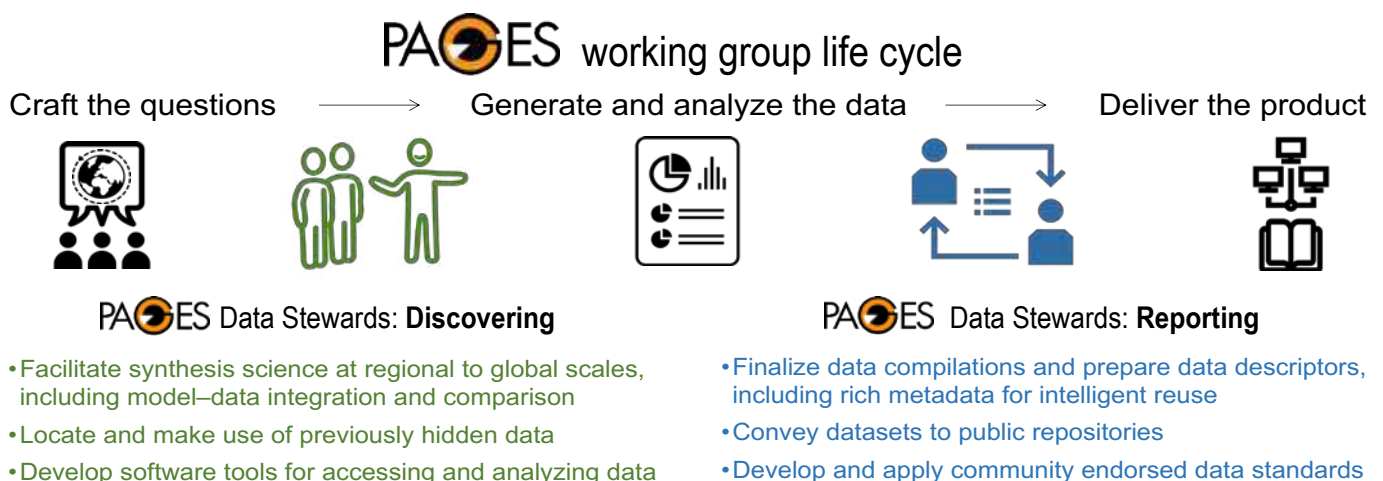 PAGES working group life cycle
Craft the questions → Generate and analyze the data → Deliver the product
PAGES Data Stewards: Discovering
•Facilitate synthesis science at regional to global scales,
including model–data integration and comparison
•Locate and make use of previously hidden data
•Develop software tools for accessing and analyzing data
PAGES Data Stewards: Reporting
•Finalize data compilations and prepare data descriptors,
including rich metadata for intelligent reuse
•Convey datasets to public repositories
•Develop and apply community endorsed data standards